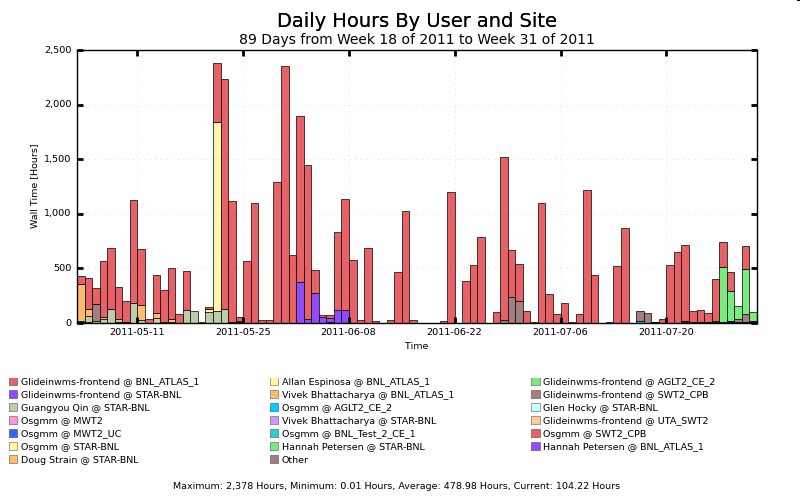 Daily Hours By User and Site
89 Days from Week 18 of 2011 to Week 31 of 2011
2,500
2,000
1,500
1,000
500
0
Wall Time [Hours]
2011-05-11 2011-05-25 2011-06-08 2011-06-22 2011-07-06 2011-07-20
Time
Glideinwms-frontend @ BNL_ATLAS_1 Allan Espinosa @ BNL_ATLAS_1 Glideinwms-frontend @ AGLT2_CE_2
Glideinwms-frontend @ STAR-BNL Vivek Bhattacharya @ BNL_ATLAS_1 Glideinwms-frontend @ SWT2_CPB
Guangyou Qin @ STAR-BNL Osgmm @ AGLT2_CE_2 Glen Hocky @ STAR-BNL
Osgmm @ MWT2 Vivek Bhattacharya @ STAR-BNL Glideinwms-frontend @ UTA_SWT2
Osgmm @ MWT2_UC Osgmm @ BNL_Test_2_CE_1 Osgmm @ SWT2_CPB
Osgmm @ STAR-BNL Hannah Petersen @ STAR-BNL Hannah Petersen @ BNL_ATLAS_1
Doug Strain @ STAR-BNL Other
Maximum: 2,378 Hours, Minimum: 0.01 Hours, Average: 478.98 Hours, Current: 104.22 Hours